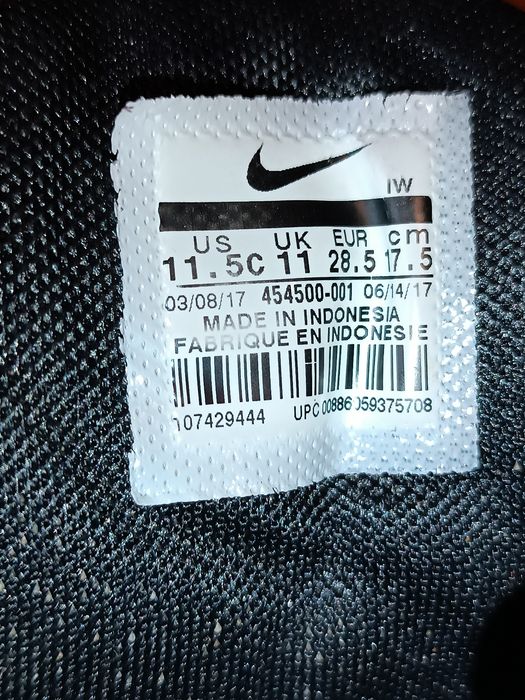 IW
US UK EUR cm
11.5C 11 28.5 17.5
03/08/17 454500-001 06/14/17
MADE IN INDONESIA
FABRIQUE EN INDONESIE
107429444 UPC 00886059375708